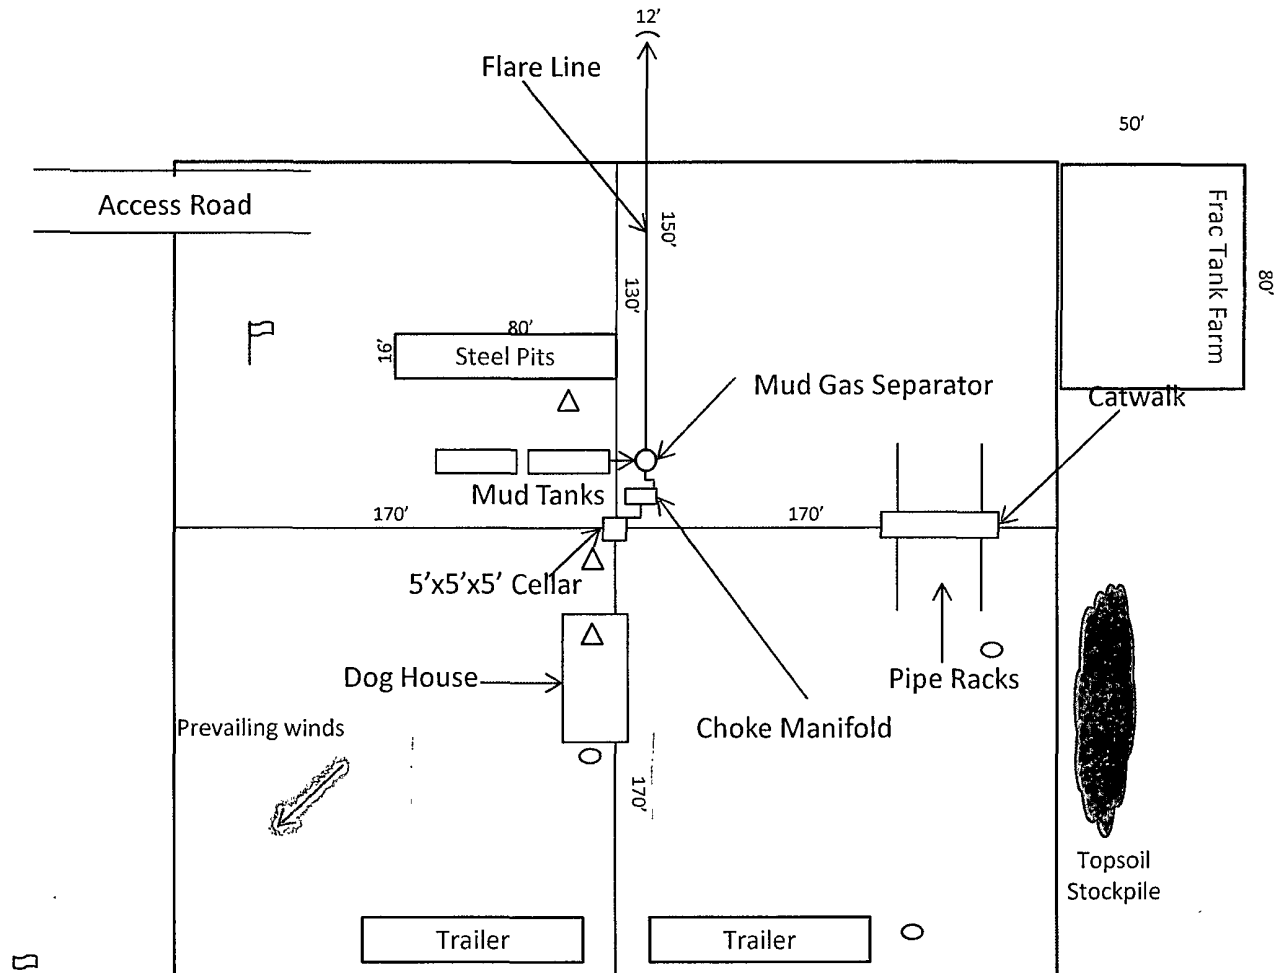 12’
Flare Line
50’
Access Road
150’
130’
Frac Tank Farm
80’
80’
16’
Steel Pits
Mud Gas Separator
Catwalk
Mud Tanks
170’
170’
5’x5’x5’ Cellar
Dog House
Pipe Racks
Choke Manifold
Prevailing winds
170’
Topsoil
Stockpile
Trailer
Trailer